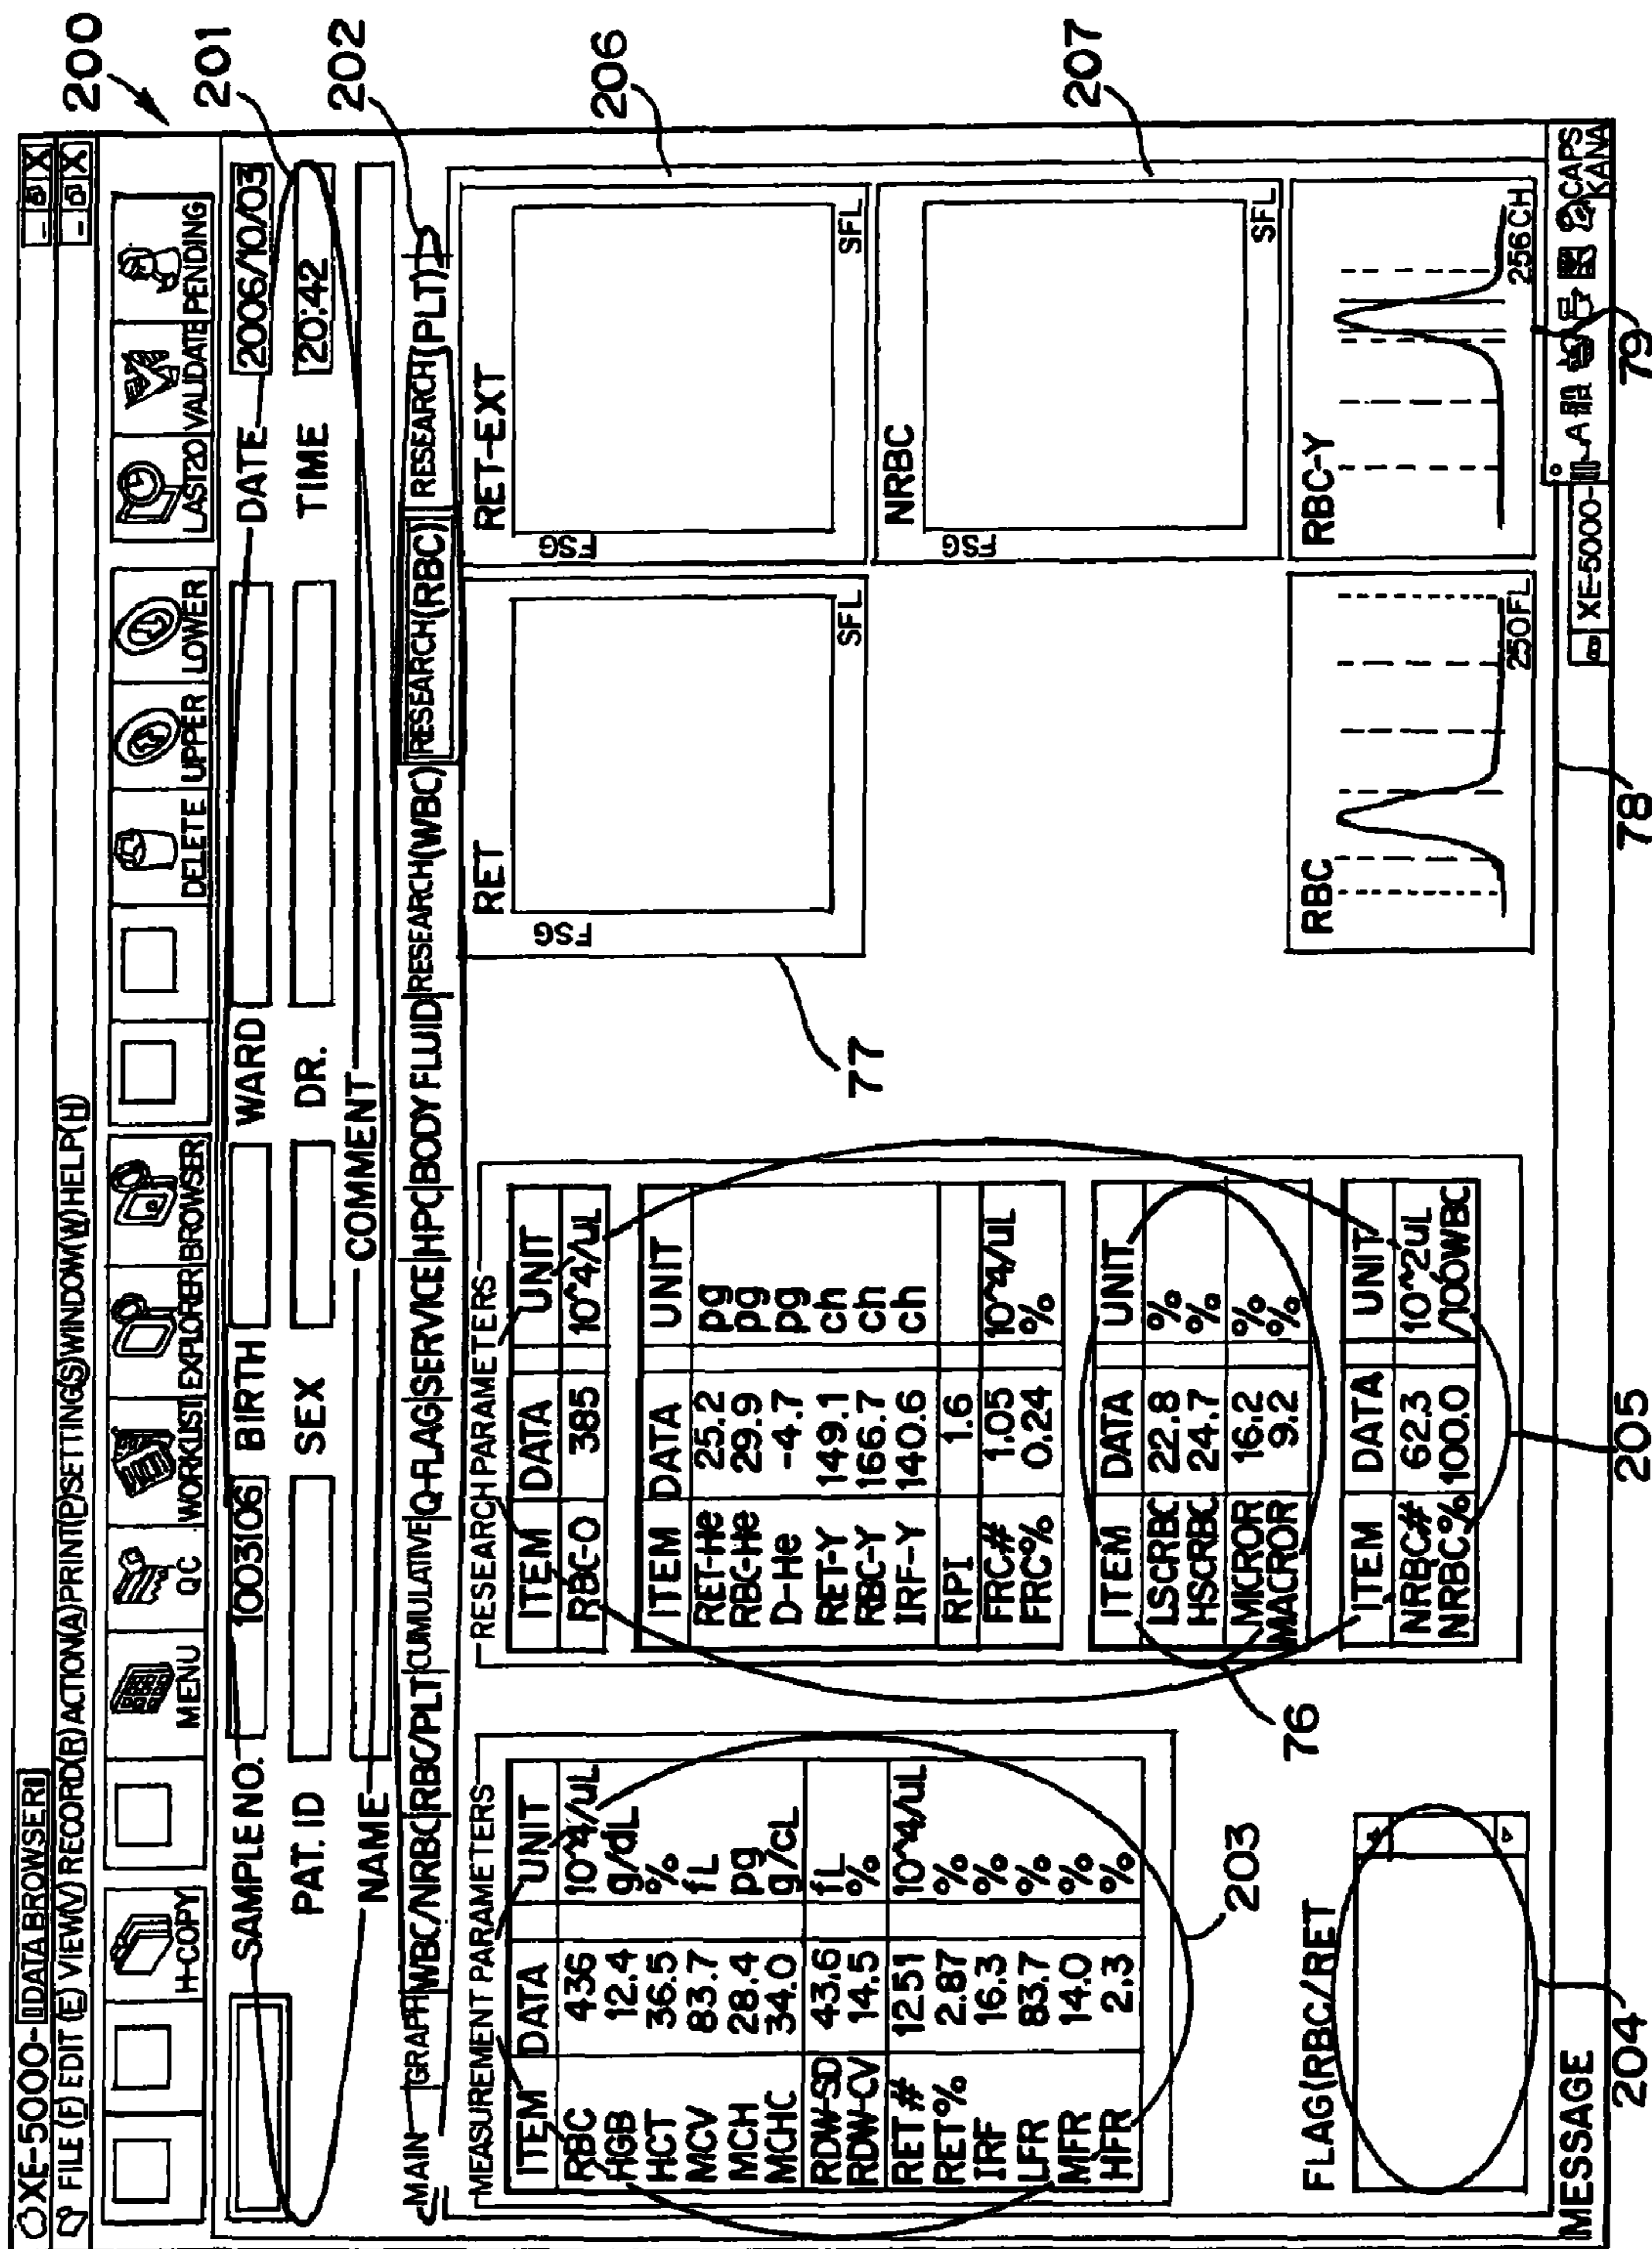 XE-5000-[DATA BROWSER]
FILE (F) EDIT (E) VIEW(V) RECORD(R) ACTION(A) PRINT(P) SETTING(S) WINDOW(W) HELP(H)
H-COPY MENU QC WORKLIST EXPLORER BROWSER DELETE UPPER LOWER LAST20 VALIDATE PENDING
200
SAMPLE NO. 1003106 BIRTH WARD DATE 2006/10/03
201
PAT. ID SEX DR. TIME 20:42
NAME COMMENT
202
MAIN GRAPH WBC/NRBC RBC/PLT CUMULATIVE Q-FLAG SERVICE HPC BODY FLUID RESEARCH(WBC) RESEARCH(RBC) RESEARCH(PLT)
MEASUREMENT PARAMETERS
ITEM DATA UNIT
RBC 436 10^4/uL
HGB 12.4 g/dL
HCT 36.5 %
MCV 83.7 fL
MCH 28.4 pg
MCHC 34.0 g/cL
RDW-SD 43.6 fL
RDW-CV 14.5 %
RET# 12.51 10^4/uL
RET% 2.87 %
IRF 16.3 %
LFR 83.7 %
MFR 14.0 %
HFR 2.3 %
203
FLAG(RBC/RET
204
RESEARCH PARAMETERS
ITEM DATA UNIT
RBC-O 385 10^4/uL
ITEM DATA UNIT
RET-He 25.2 pg
RBC-He 29.9 pg
D-He -4.7 pg
RET-Y 149.1 ch
RBC-Y 166.7 ch
IRF-Y 140.6 ch
RPI 1.6
FRC# 1.05 10^4/uL
FRC% 0.24 %
ITEM DATA UNIT
LSCRBC 22.8 %
HSCRBC 24.7 %
MICROR 16.2 %
MACROR 9.2 %
76
ITEM DATA UNIT
NRBC# 62.3 10^2uL
NRBC% 100.0 /100WBC
205
RET
FSG
SFL
77
RET-EXT
FSG
SFL
206
NRBC
FSG
SFL
207
RBC
250FL
78
RBC-Y
256CH
79
MESSAGE
XE-5000-
A
CAPS
KANA